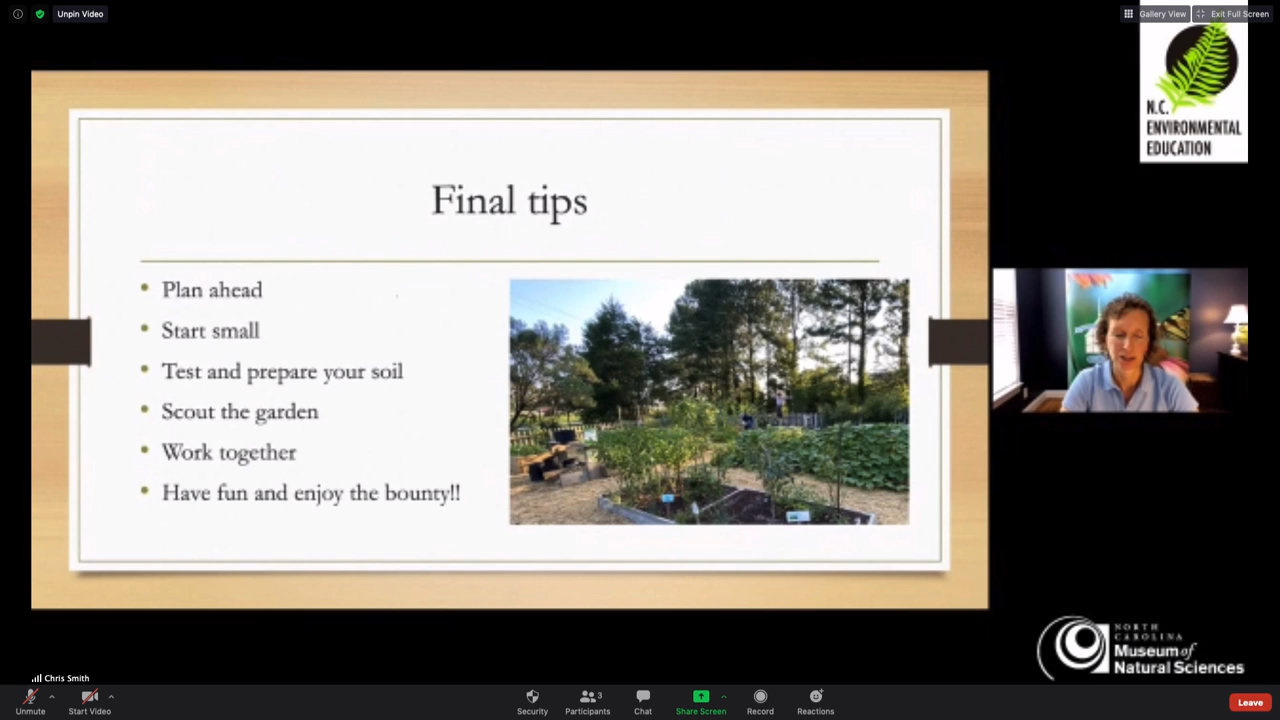 Unpin Video
Gallery View
Exit Full Screen
N.C.
ENVIRONMENTAL
EDUCATION
Final tips
Plan ahead
Start small
Test and prepare your soil
Scout the garden
Work together
Have fun and enjoy the bounty!!
NORTH
CAROLINA
Museum of
Natural Sciences
Chris Smith
Unmute
Start Video
Security
3
Participants
Chat
Share Screen
Record
Reactions
Leave